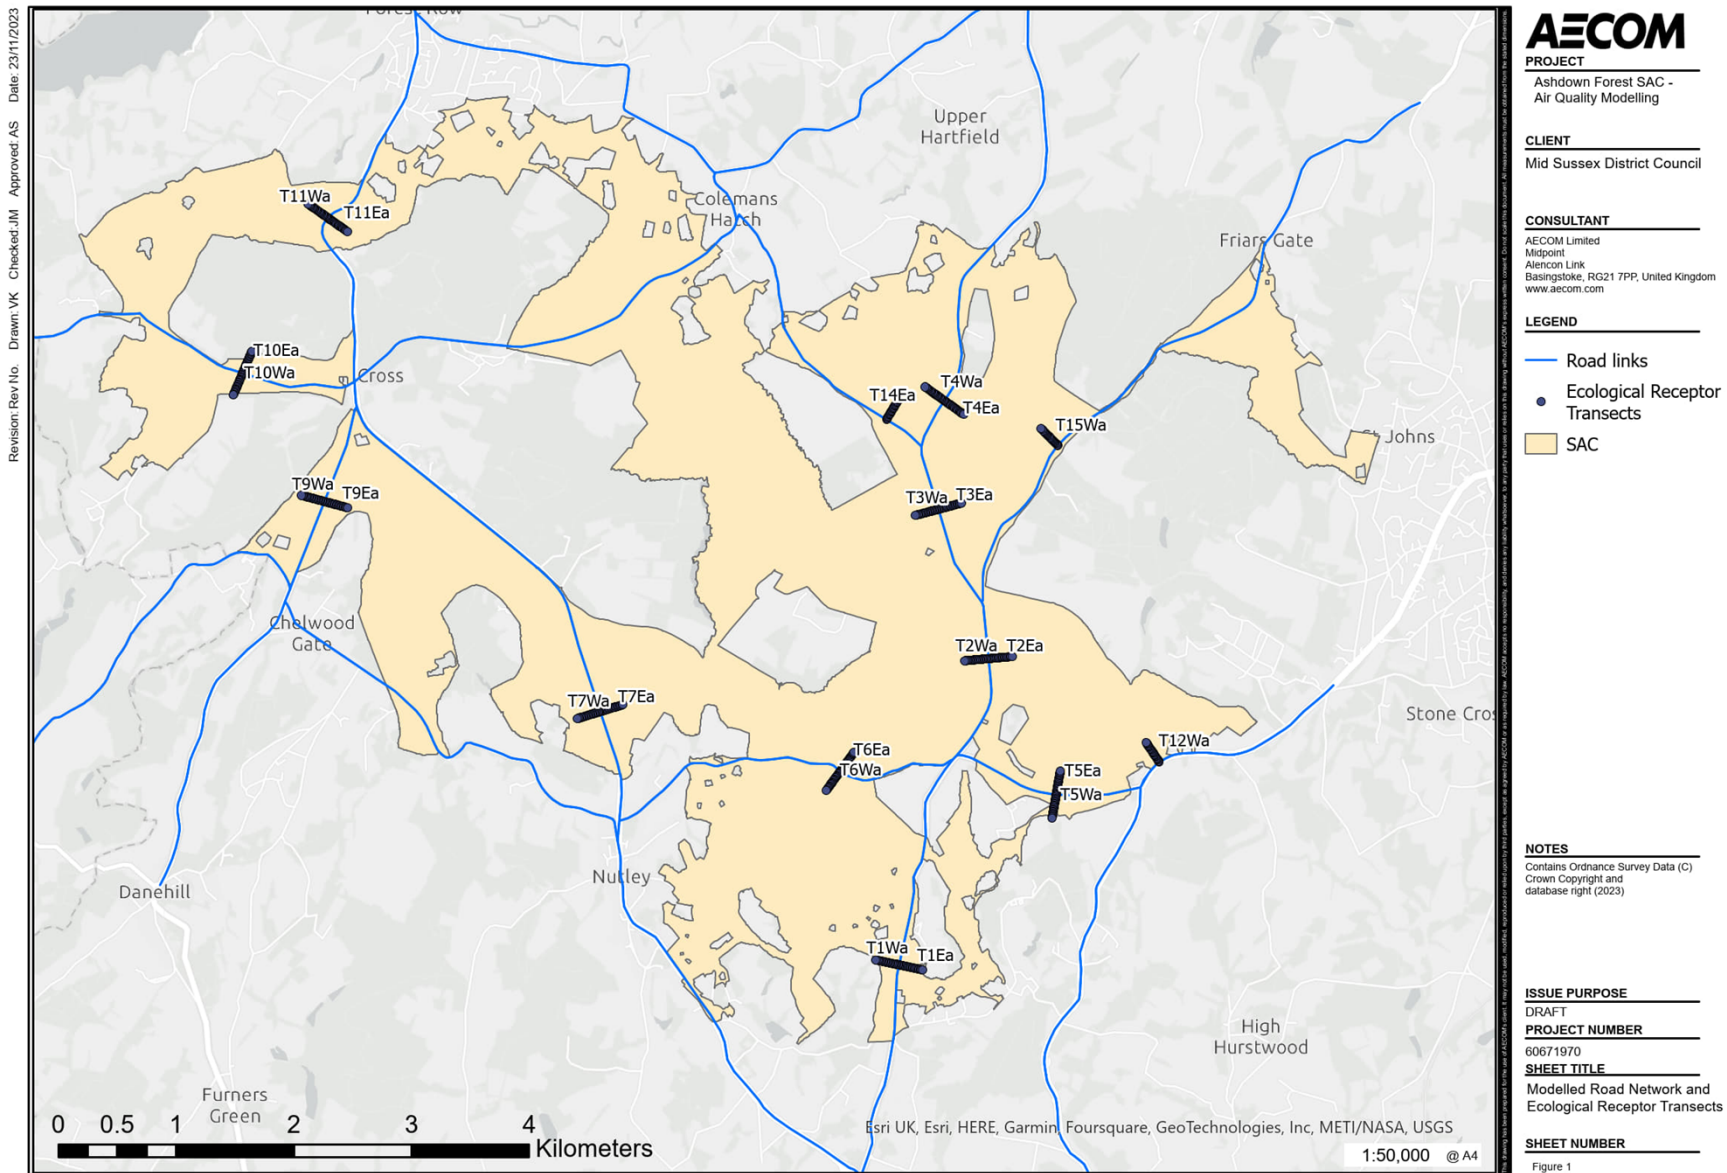 Revision: Rev No. Drawn: VK Checked:JM Approved: AS Date: 23/11/2023
Forest Row
Upper
Hartfield
Colemans
Hatch
Friars Gate
T11Wa
T11Ea
T10Ea
T10Wa
Cross
T4Wa
T14Ea
T4Ea
T15Wa
St Johns
T9Wa
T9Ea
T3Wa
T3Ea
Chelwood
Gate
T2Wa
T2Ea
T7Wa
T7Ea
Stone Cros
T6Ea
T6Wa
T12Wa
T5Ea
T5Wa
Danehill
Nutley
T1Wa
T1Ea
High
Hurstwood
Furners
Green
0 0.5 1 2 3 4
Kilometers
Esri UK, Esri, HERE, Garmin, Foursquare, GeoTechnologies, Inc, METI/NASA, USGS
1:50,000 @ A4
AECOM
PROJECT
Ashdown Forest SAC -
Air Quality Modelling
CLIENT
Mid Sussex District Council
CONSULTANT
AECOM Limited
Midpoint
Alencon Link
Basingstoke, RG21 7PP, United Kingdom
www.aecom.com
LEGEND
Road links
Ecological Receptor
Transects
SAC
NOTES
Contains Ordnance Survey Data (C)
Crown Copyright and
database right (2023)
ISSUE PURPOSE
DRAFT
PROJECT NUMBER
60671970
SHEET TITLE
Modelled Road Network and
Ecological Receptor Transects
SHEET NUMBER
Figure 1